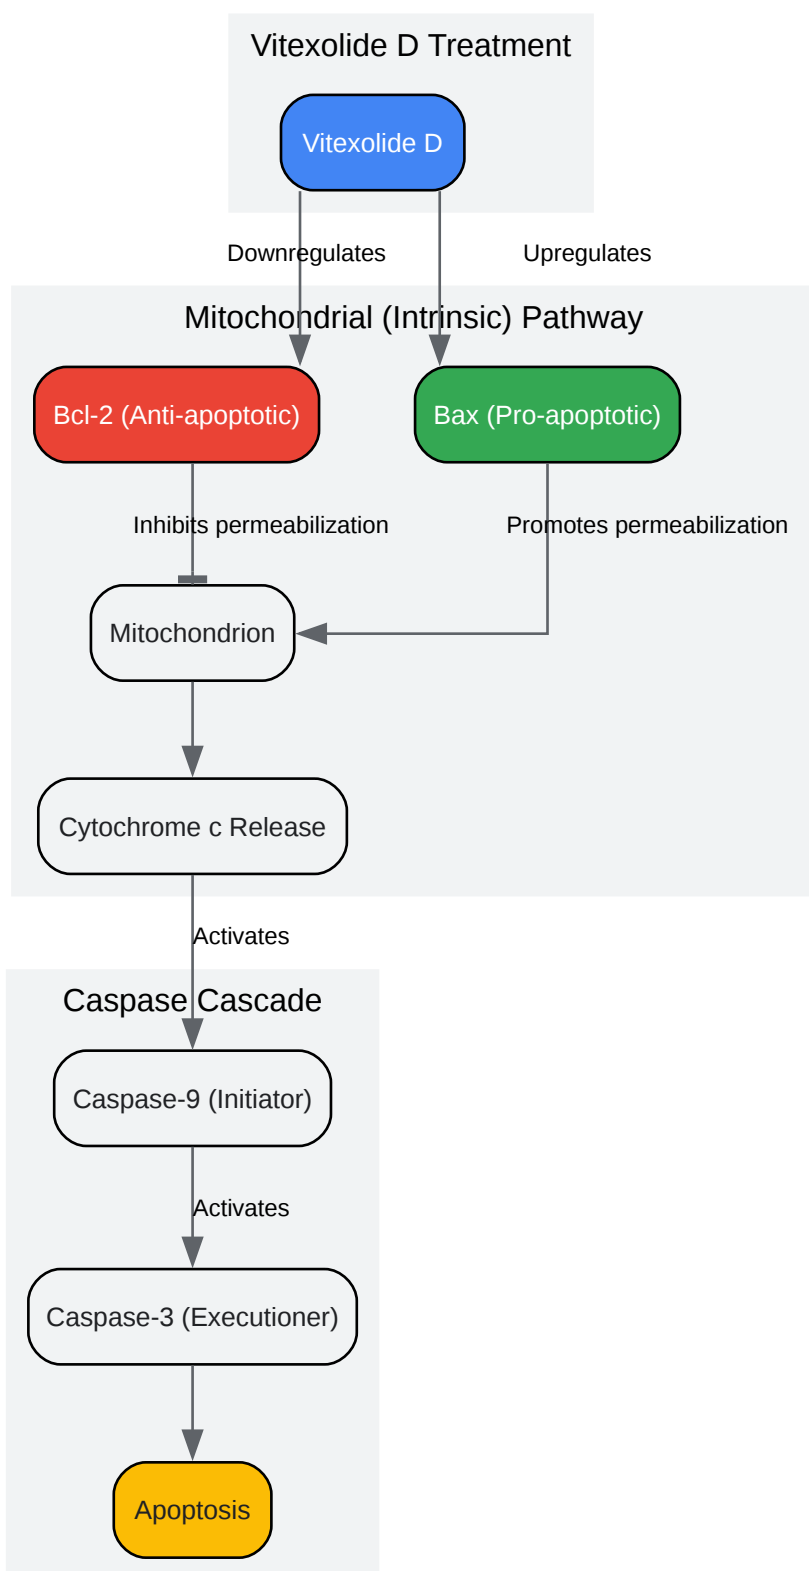 Vitexolide D Treatment
Vitexolide D
Downregulates
Upregulates
Mitochondrial (Intrinsic) Pathway
Bcl-2 (Anti-apoptotic)
Bax (Pro-apoptotic)
Inhibits permeabilization
Promotes permeabilization
Mitochondrion
Cytochrome c Release
Activates
Caspase Cascade
Caspase-9 (Initiator)
Activates
Caspase-3 (Executioner)
Apoptosis